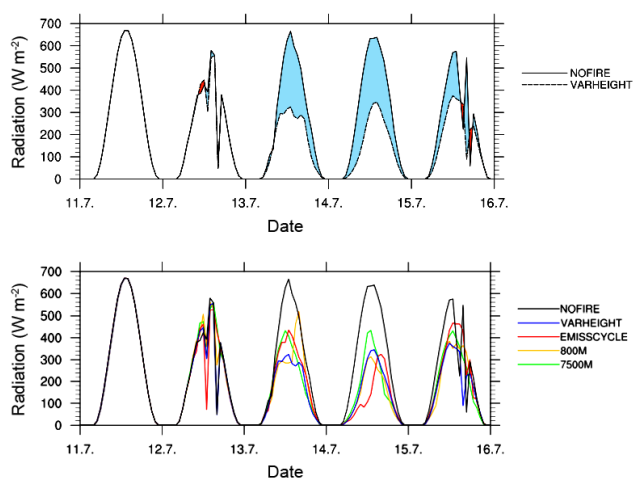 700
600
500
400
300
200
100
0
Radiation (W m-2)
11.7.
12.7.
13.7.
14.7.
15.7.
16.7.
Date
NOFIRE
VARHEIGHT
700
600
500
400
300
200
100
0
Radiation (W m-2)
11.7.
12.7.
13.7.
14.7.
15.7.
16.7.
Date
NOFIRE
VARHEIGHT
EMISSCYCLE
800M
7500M